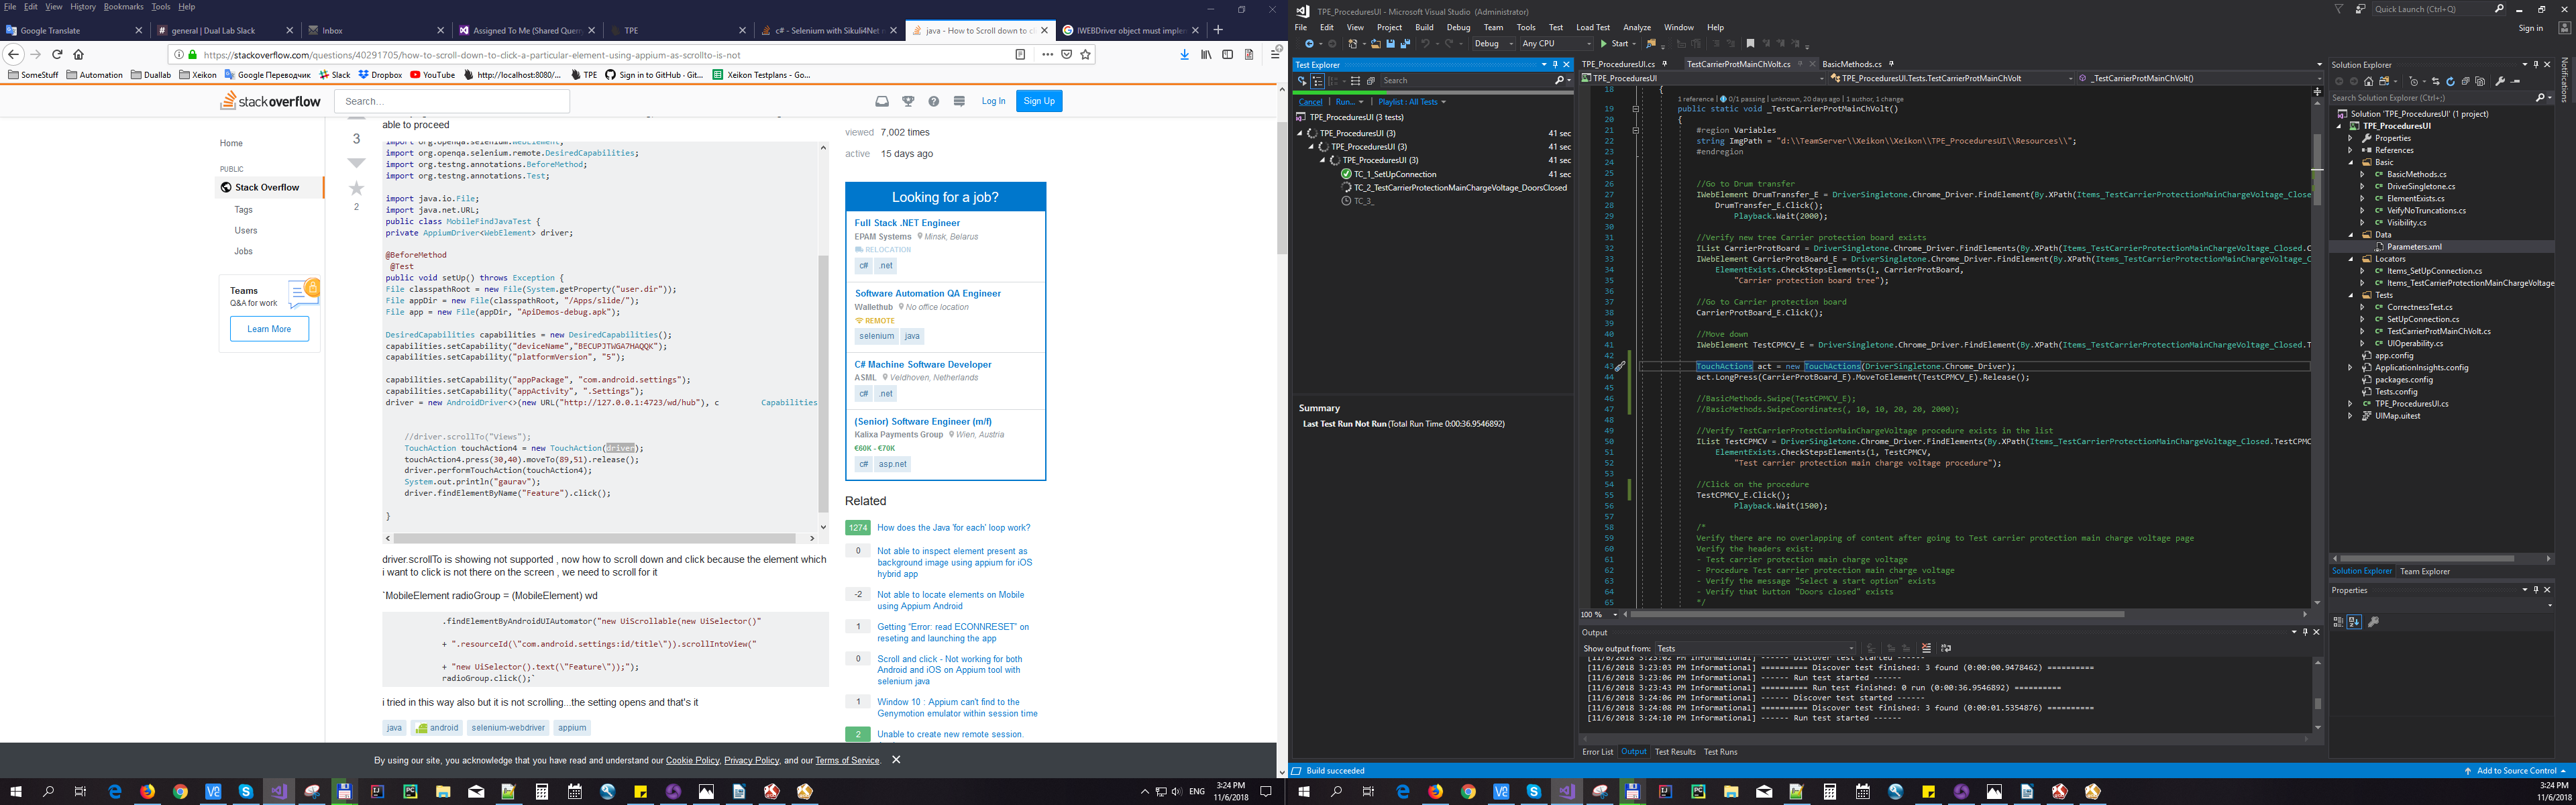 File Edit View History Bookmarks Tools Help
Google Translate
general | Dual Lab Slack
Inbox
Assigned To Me (Shared Quer
TPE
c# - Selenium with Sikuli4Net
java - How to Scroll down to c
IWEBDriver object must implem
https://stackoverflow.com/questions/40291705/how-to-scroll-down-to-click-a-particular-element-using-appium-as-scrollto-is-not
SomeStuff Automation Duallab Xeikon Google Переводчик Slack Dropbox YouTube http://localhost:8080/... TPE Sign in to GitHub · Git... Xeikon Testplans - Go...
stackoverflow
Search...
Log In
Sign Up
Home
PUBLIC
Stack Overflow
Tags
Users
Jobs
Teams
Q&A for work
Learn More
3
2
able to proceed
import org.openqa.selenium.WebElement;
import org.openqa.selenium.remote.DesiredCapabilities;
import org.testng.annotations.BeforeMethod;
import org.testng.annotations.Test;
import java.io.File;
import java.net.URL;
public class MobileFindJavaTest {
private AppiumDriver<WebElement> driver;
@BeforeMethod
@Test
public void setUp() throws Exception {
File classpathRoot = new File(System.getProperty("user.dir"));
File appDir = new File(classpathRoot, "/Apps/slide/");
File app = new File(appDir, "ApiDemos-debug.apk");
DesiredCapabilities capabilities = new DesiredCapabilities();
capabilities.setCapability("deviceName","BECUPJTWGA7HAQQK");
capabilities.setCapability("platformVersion", "5");
capabilities.setCapability("appPackage", "com.android.settings");
capabilities.setCapability("appActivity", ".Settings");
driver = new AndroidDriver<>(new URL("http://127.0.0.1:4723/wd/hub"), c Capabilities
//driver.scrollTo("Views");
TouchAction touchAction4 = new TouchAction(driver);
touchAction4.press(30,40).moveTo(89,51).release();
driver.performTouchAction(touchAction4);
System.out.println("gaurav");
driver.findElementByName("Feature").click();
}
driver.scrollTo is showing not supported , now how to scroll down and click because the element which
i want to click is not there on the screen , we need to scroll for it
`MobileElement radioGroup = (MobileElement) wd
.findElementByAndroidUIAutomator("new UiScrollable(new UiSelector()"
+ ".resourceId(\"com.android.settings:id/title\")).scrollIntoView("
+ "new UiSelector().text(\"Feature\"));");
radioGroup.click();`
i tried in this way also but it is not scrolling...the setting opens and that's it
java android selenium-webdriver appium
viewed 7,002 times
active 15 days ago
Looking for a job?
Full Stack .NET Engineer
EPAM Systems Minsk, Belarus
RELOCATION
c# .net
Software Automation QA Engineer
Wallethub No office location
REMOTE
selenium java
C# Machine Software Developer
ASML Veldhoven, Netherlands
c# .net
(Senior) Software Engineer (m/f)
Kalixa Payments Group Wien, Austria
€60K - €70K
c# asp.net
Related
1274 How does the Java 'for each' loop work?
0 Not able to inspect element present as
background image using appium for iOS
hybrid app
-2 Not able to locate elements on Mobile
using Appium Android
1 Getting "Error: read ECONNRESET" on
reseting and launching the app
0 Scroll and click - Not working for both
Android and iOS on Appium tool with
selenium java
1 Window 10 : Appium can't find to the
Genymotion emulator within session time
2 Unable to create new remote session.
By using our site, you acknowledge that you have read and understand our Cookie Policy, Privacy Policy, and our Terms of Service.
ENG
3:24 PM
11/6/2018
TPE_ProceduresUI - Microsoft Visual Studio (Administrator)
Quick Launch (Ctrl+Q)
File Edit View Project Build Debug Team Tools Test Load Test Analyze Window Help
Sign in
Debug Any CPU Start
Test Explorer
Search
Cancel | Run... | Playlist : All Tests
TPE_ProceduresUI (3 tests)
TPE_ProceduresUI (3) 41 sec
TPE_ProceduresUI (3) 41 sec
TPE_ProceduresUI (3) 41 sec
TC_1_SetUpConnection 41 sec
TC_2_TestCarrierProtectionMainChargeVoltage_DoorsClosed
TC_3_
Summary
Last Test Run Not Run (Total Run Time 0:00:36.9546892)
TPE_ProceduresUI.cs TestCarrierProtMainChVolt.cs BasicMethods.cs
TPE_ProceduresUI TPE_ProceduresUI.Tests.TestCarrierProtMainChVolt _TestCarrierProtMainChVolt()
18 {
1 reference | 0/1 passing | unknown, 20 days ago | 1 author, 1 change
19 public static void _TestCarrierProtMainChVolt()
20 {
21 #region Variables
22 string ImgPath = "d:\\TeamServer\\Xeikon\\Xeikon\\TPE_ProceduresUI\\Resources\\";
23 #endregion
24
25
26 //Go to Drum transfer
27 IWebElement DrumTransfer_E = DriverSingletone.Chrome_Driver.FindElement(By.XPath(Items_TestCarrierProtectionMainChargeVoltage_Close
28 DrumTransfer_E.Click();
29 Playback.Wait(2000);
30
31 //Verify new tree Carrier protection board exists
32 IList CarrierProtBoard = DriverSingletone.Chrome_Driver.FindElements(By.XPath(Items_TestCarrierProtectionMainChargeVoltage_Closed.C
33 IWebElement CarrierProtBoard_E = DriverSingletone.Chrome_Driver.FindElement(By.XPath(Items_TestCarrierProtectionMainChargeVoltage_C
34 ElementExists.CheckStepsElements(1, CarrierProtBoard,
35 "Carrier protection board tree");
36
37 //Go to Carrier protection board
38 CarrierProtBoard_E.Click();
39
40 //Move down
41 IWebElement TestCPMCV_E = DriverSingletone.Chrome_Driver.FindElement(By.XPath(Items_TestCarrierProtectionMainChargeVoltage_Closed.T
42
43 TouchActions act = new TouchActions(DriverSingletone.Chrome_Driver);
44 act.LongPress(CarrierProtBoard_E).MoveToElement(TestCPMCV_E).Release();
45
46 //BasicMethods.Swipe(TestCPMCV_E);
47 //BasicMethods.SwipeCoordinates(, 10, 10, 20, 20, 2000);
48
49 //Verify TestCarrierProtectionMainChargeVoltage procedure exists in the list
50 IList TestCPMCV = DriverSingletone.Chrome_Driver.FindElements(By.XPath(Items_TestCarrierProtectionMainChargeVoltage_Closed.TestCPMC
51 ElementExists.CheckStepsElements(1, TestCPMCV,
52 "Test carrier protection main charge voltage procedure");
53
54 //Click on the procedure
55 TestCPMCV_E.Click();
56 Playback.Wait(1500);
57
58 /*
59 Verify there are no overlapping of content after going to Test carrier protection main charge voltage page
60 Verify the headers exist:
61 - Test carrier protection main charge voltage
62 - Procedure Test carrier protection main charge voltage
63 - Verify the message "Select a start option" exists
64 - Verify that button "Doors closed" exists
65 */
100 %
Output
Show output from: Tests
[11/6/2018 3:23:02 PM Informational] ------ Discover test started ------
[11/6/2018 3:23:03 PM Informational] ========== Discover test finished: 3 found (0:00:00.9478462) ==========
[11/6/2018 3:23:06 PM Informational] ------ Run test started ------
[11/6/2018 3:23:43 PM Informational] ========== Run test finished: 0 run (0:00:36.9546892) ==========
[11/6/2018 3:24:06 PM Informational] ------ Discover test started ------
[11/6/2018 3:24:08 PM Informational] ========== Discover test finished: 3 found (0:00:01.5354876) ==========
[11/6/2018 3:24:10 PM Informational] ------ Run test started ------
Error List Output Test Results Test Runs
Solution Explorer
Search Solution Explorer (Ctrl+;)
Solution 'TPE_ProceduresUI' (1 project)
TPE_ProceduresUI
Properties
References
Basic
BasicMethods.cs
DriverSingletone.cs
ElementExists.cs
VeifyNoTruncations.cs
Visibility.cs
Data
Parameters.xml
Locators
Items_SetUpConnection.cs
Items_TestCarrierProtectionMainChargeVoltage
Tests
CorrectnessTest.cs
SetUpConnection.cs
TestCarrierProtMainChVolt.cs
UIOperability.cs
app.config
ApplicationInsights.config
packages.config
Tests.config
TPE_ProceduresUI.cs
UIMap.uitest
Solution Explorer Team Explorer
Properties
Notifications
Build succeeded
Add to Source Control
3:24 PM
11/6/2018